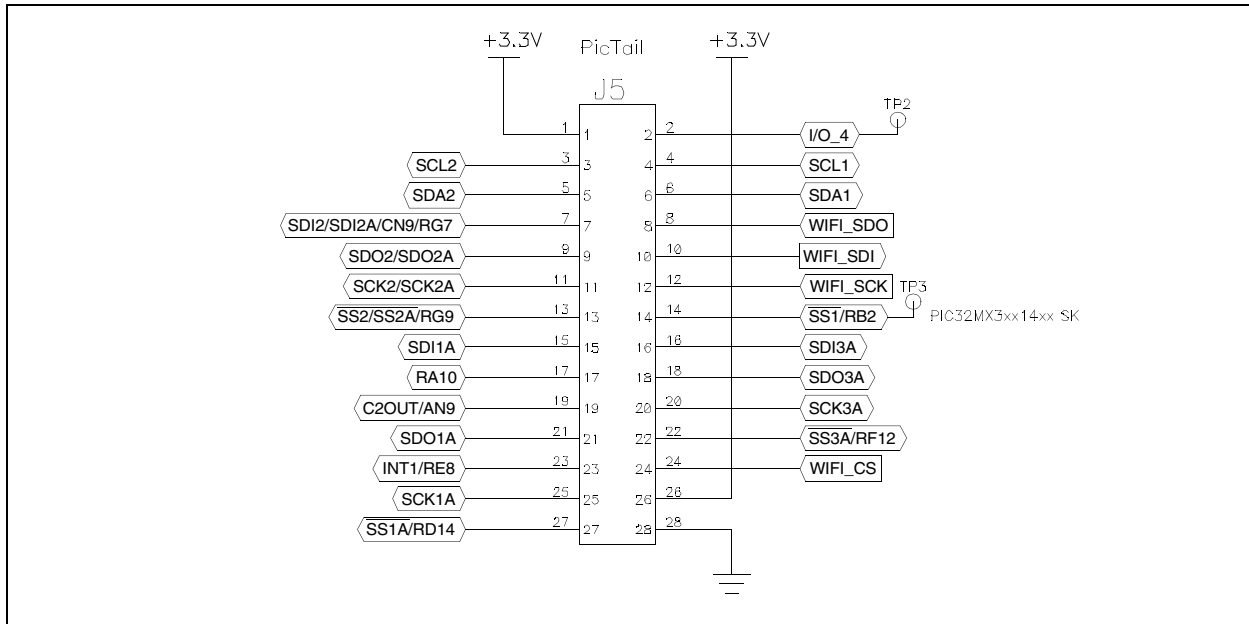 +3.3V PicTail +3.3V
J5
TP2
1 1 2 2 I/O_4
SCL2 3 3 4 4 SCL1
SDA2 5 5 6 6 SDA1
SDI2/SDI2A/CN9/RG7 7 7 8 8 WIFI_SDO
SDO2/SDO2A 9 9 10 10 WIFI_SDI
SCK2/SCK2A 11 11 12 12 WIFI_SCK
TP3
SS2/SS2A/RG9 13 13 14 14 SS1/RB2 PIC32MX3xx14xx SK
SDI1A 15 15 16 16 SDI3A
RA10 17 17 18 18 SDO3A
C2OUT/AN9 19 19 20 20 SCK3A
SDO1A 21 21 22 22 SS3A/RF12
INT1/RE8 23 23 24 24 WIFI_CS
SCK1A 25 25 26 26
SS1A/RD14 27 27 28 28